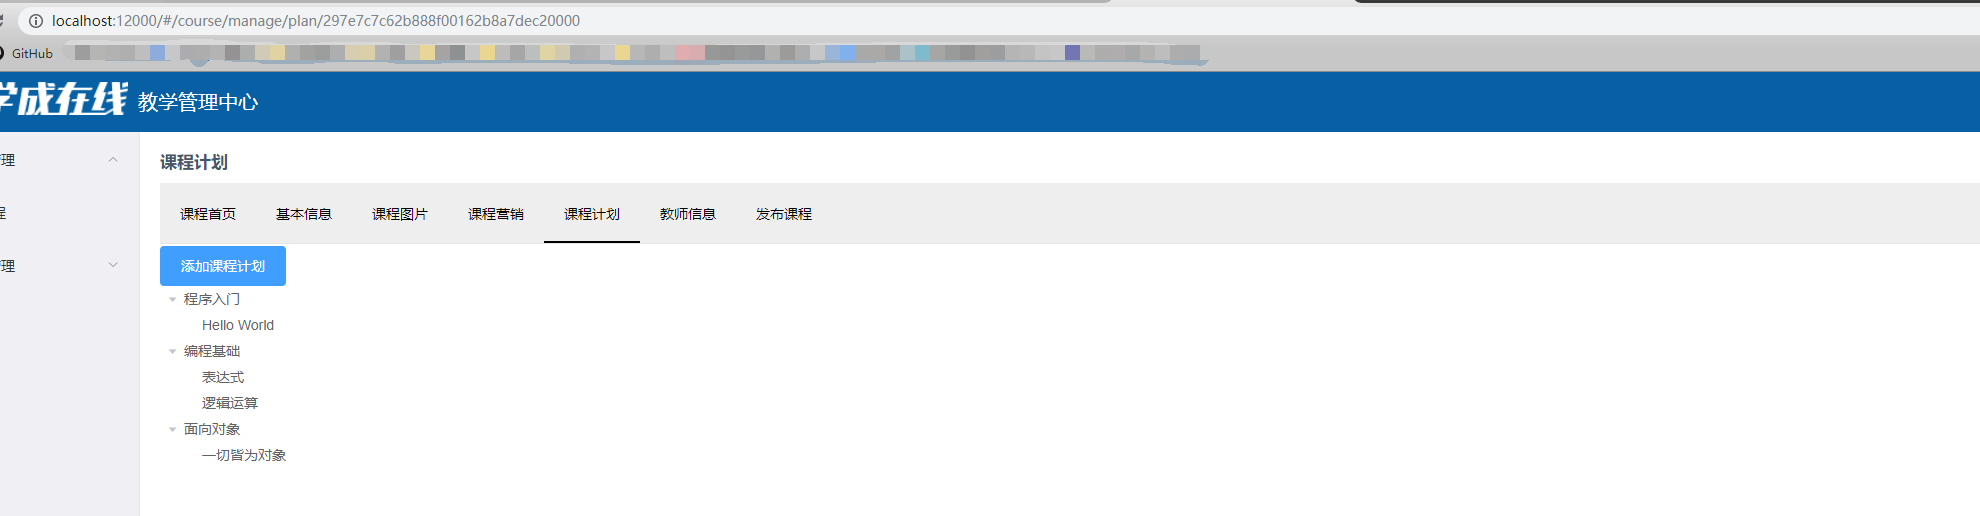 localhost:12000/#/course/manage/plan/297e7c7c62b888f00162b8a7dec20000
GitHub
学成在线 教学管理中心
管理
程
管理
课程计划
课程首页 基本信息 课程图片 课程营销 课程计划 教师信息 发布课程
添加课程计划
程序入门
Hello World
编程基础
表达式
逻辑运算
面向对象
一切皆为对象